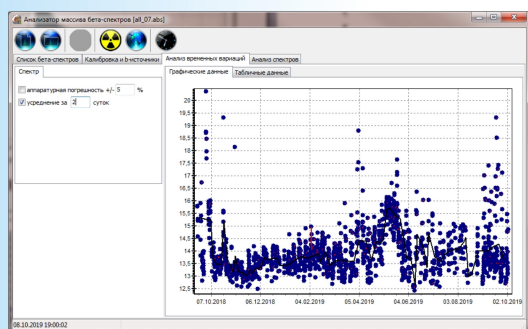 Анализатор массива бета-спектров [all_07.abs]
Список бета-спектров Калибровка и b-источники Анализ временных вариаций Анализ спектров
Спектр
аппаратурная погрешность +/- 5 %
усреднение за 2 суток
Графические данные Табличные данные
20
19,5
19
18,5
18
17,5
17
16,5
16
15,5
15
14,5
14
13,5
13
12,5
07.10.2018 06.12.2018 04.02.2019 05.04.2019 04.06.2019 03.08.2019 02.10.2019
08.10.2019 19:00:02